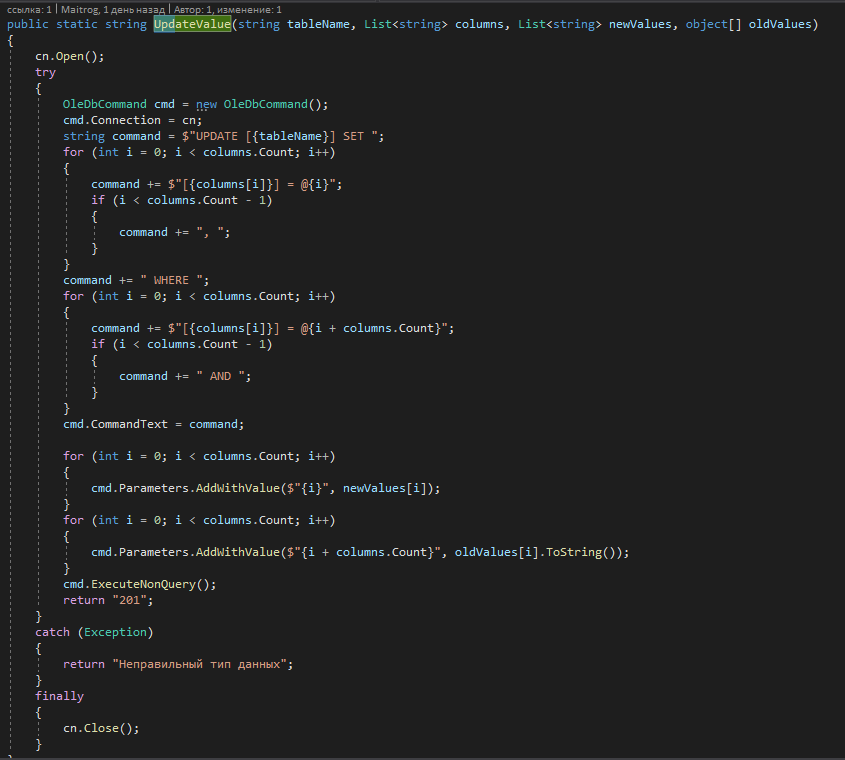 ссылка: 1 | Maitrog, 1 день назад | Автор: 1, изменение: 1
public static string UpdateValue(string tableName, List<string> columns, List<string> newValues, object[] oldValues)
{
cn.Open();
try
{
OleDbCommand cmd = new OleDbCommand();
cmd.Connection = cn;
string command = $"UPDATE [{tableName}] SET ";
for (int i = 0; i < columns.Count; i++)
{
command += $"[{columns[i]}] = @{i}";
if (i < columns.Count - 1)
{
command += ", ";
}
}
command += " WHERE ";
for (int i = 0; i < columns.Count; i++)
{
command += $"[{columns[i]}] = @{i + columns.Count}";
if (i < columns.Count - 1)
{
command += " AND ";
}
}
cmd.CommandText = command;
for (int i = 0; i < columns.Count; i++)
{
cmd.Parameters.AddWithValue($"{i}", newValues[i]);
}
for (int i = 0; i < columns.Count; i++)
{
cmd.Parameters.AddWithValue($"{i + columns.Count}", oldValues[i].ToString());
}
cmd.ExecuteNonQuery();
return "201";
}
catch (Exception)
{
return "Неправильный тип данных";
}
finally
{
cn.Close();
}